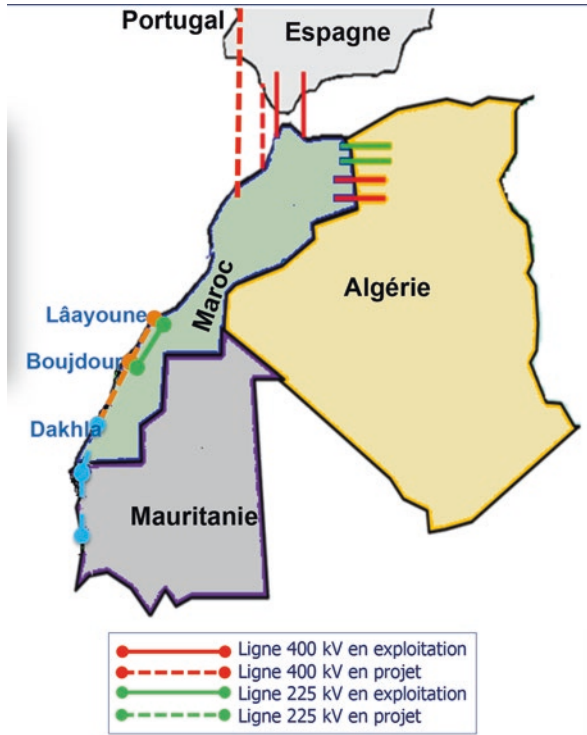 Portugal
Espagne
Algérie
Maroc
Lâayoune
Boujdour
Dakhla
Mauritanie
Ligne 400 kV en exploitation
Ligne 400 kV en projet
Ligne 225 kV en exploitation
Ligne 225 kV en projet